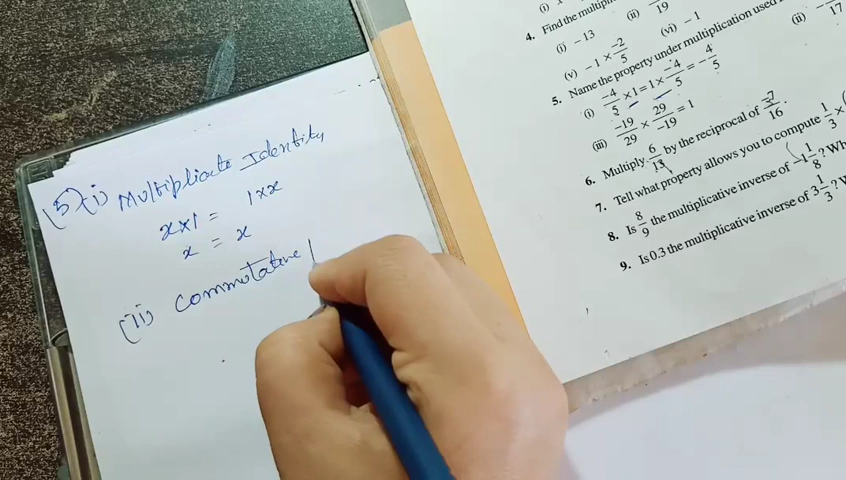 (5) (i) Multiplicate Identity
x×1 = 1×x
x = x
(ii) Commutative
(i)
19
4. Find the multipli
(i) -13 (ii)
(v) -1 × -2/5 (vi) -1
5. Name the property under multiplication used
(i) -4/5 ×1 = 1× -4/5 = -4/5 (ii)
17
(iii) -19/29 × 29/-19 = 1
6. Multiply 6/13 by the reciprocal of -7/16.
7. Tell what property allows you to compute 1/3 ×
8. Is 8/9 the multiplicative inverse of -1 1/8? Wh
9. Is 0.3 the multiplicative inverse of 3 1/3?